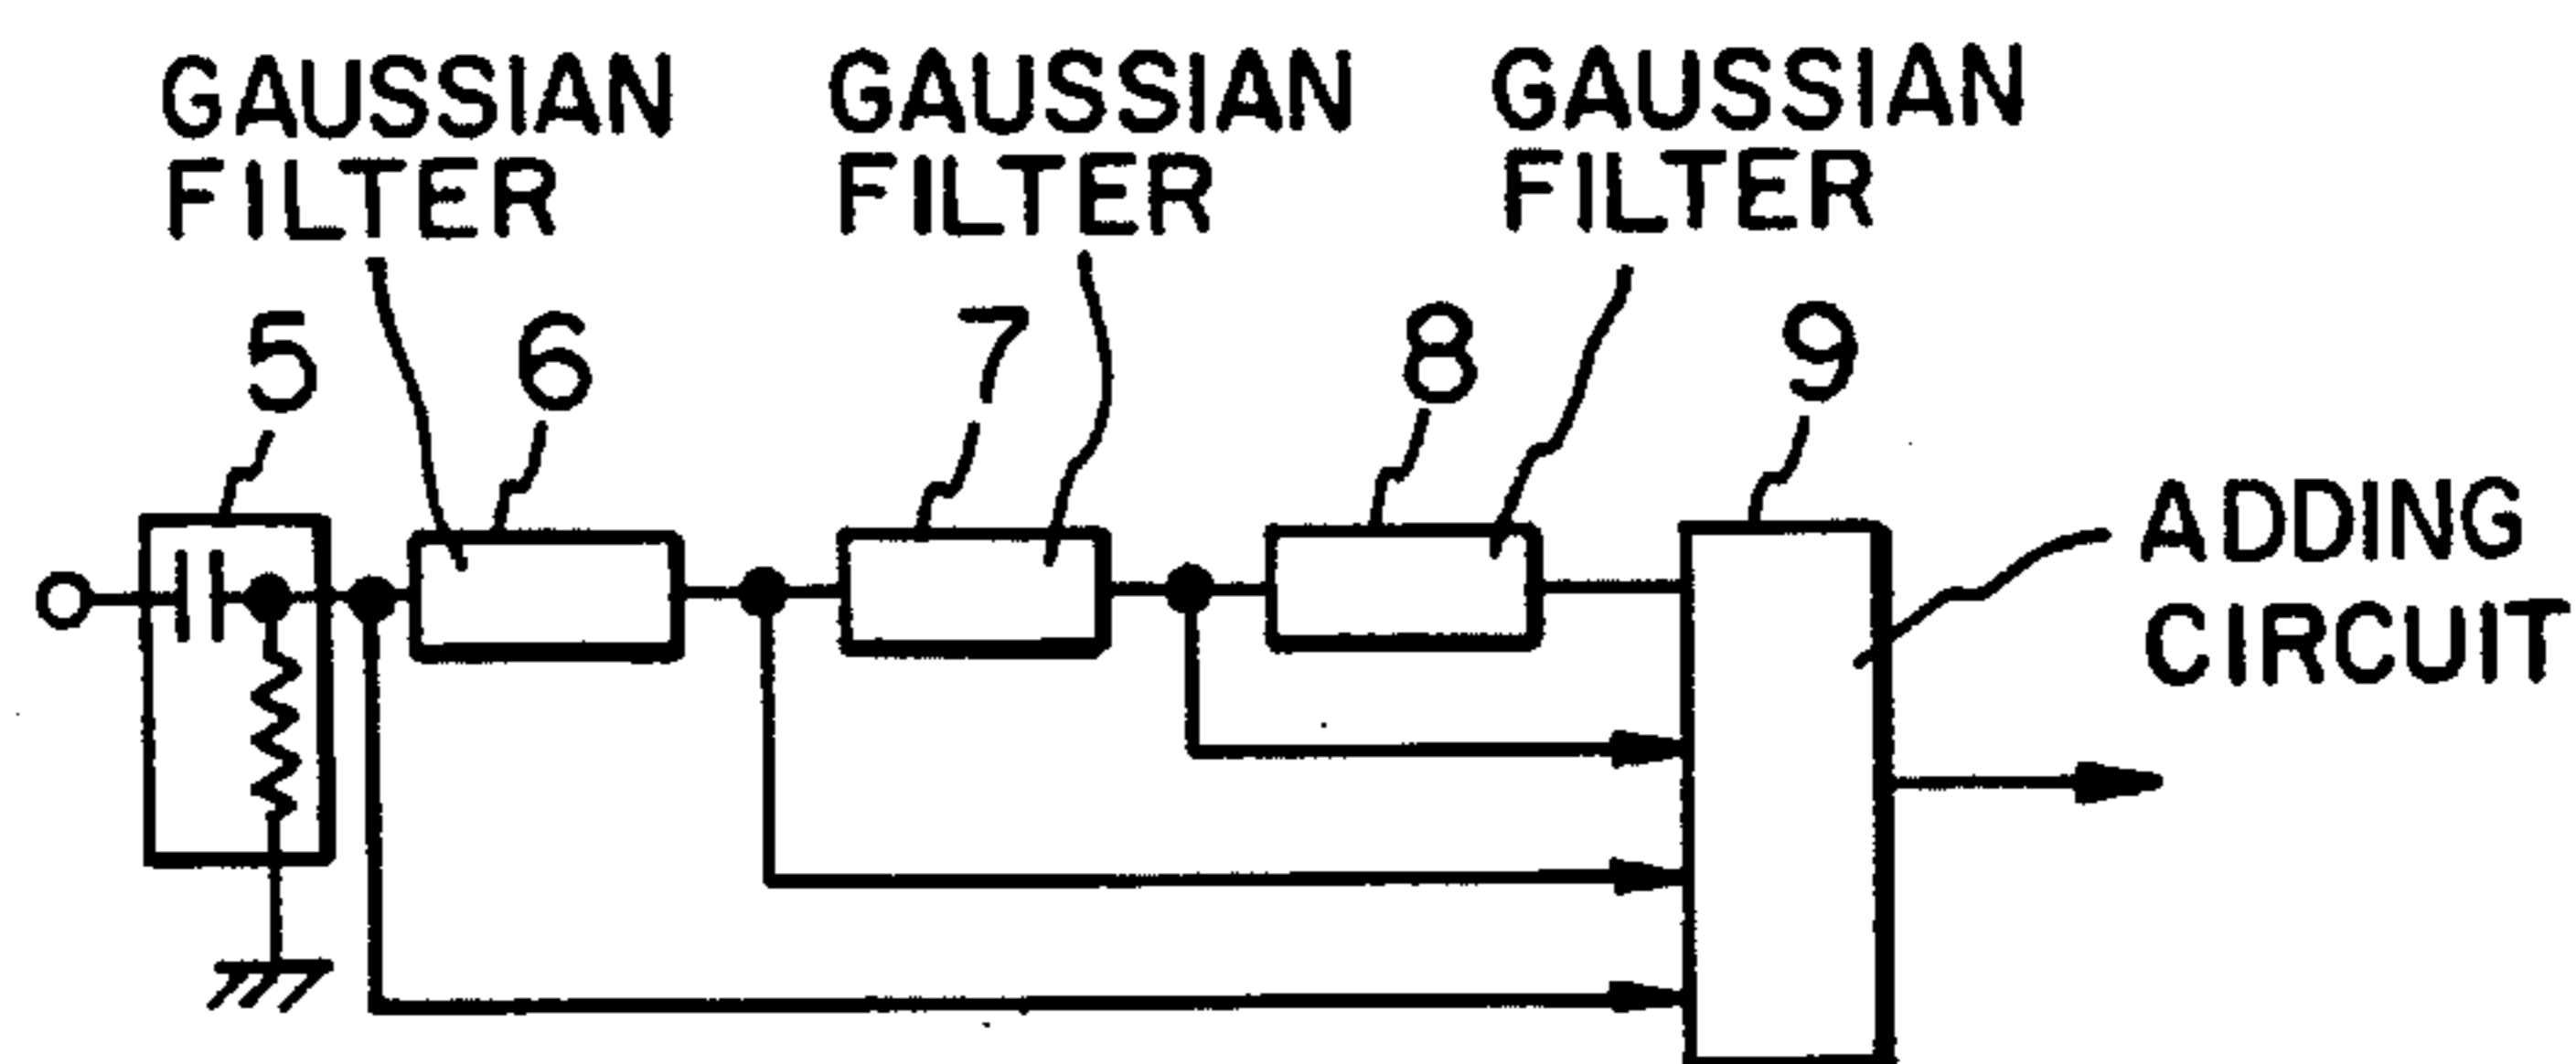 GAUSSIAN
FILTER
GAUSSIAN
FILTER
GAUSSIAN
FILTER
5
6
7
8
9
ADDING
CIRCUIT